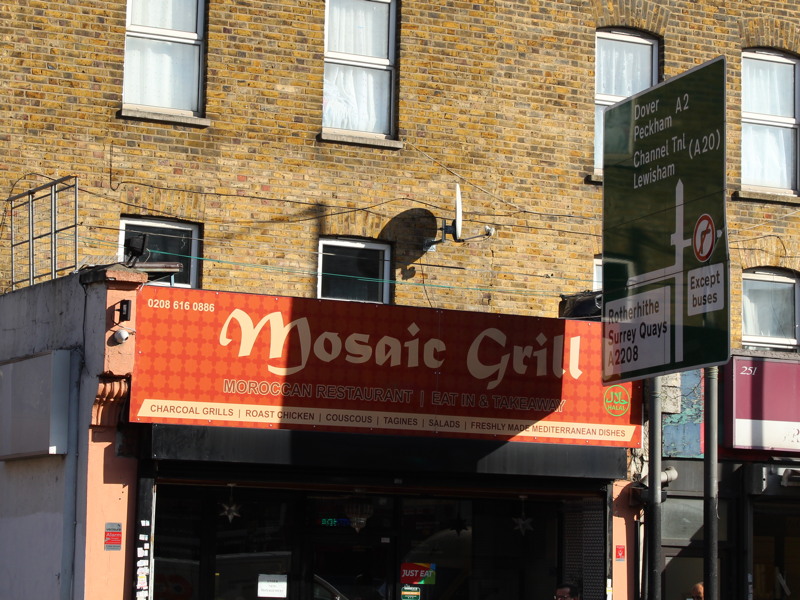 Dover A2
Peckham
Channel Tnl (A20)
Lewisham
Except
buses
Rotherhithe
Surrey Quays
A2208
0208 616 0886
Mosaic Grill
MOROCCAN RESTAURANT | EAT IN & TAKEAWAY
CHARCOAL GRILLS | ROAST CHICKEN | COUSCOUS | TAGINES | SALADS | FRESHLY MADE MEDITERRANEAN DISHES
HALAL
251
JUST EAT